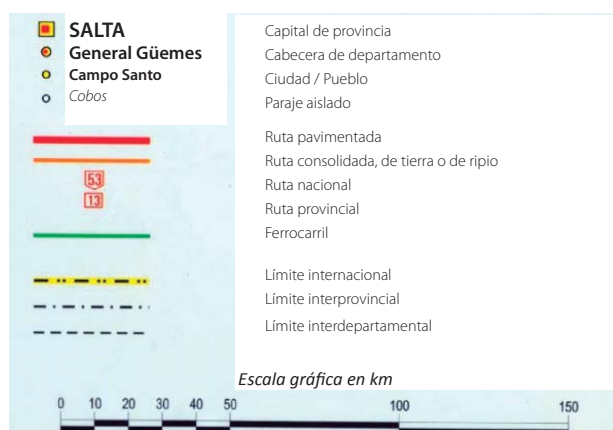 SALTA Capital de provincia
General Güemes Cabecera de departamento
Campo Santo Ciudad / Pueblo
Cobos Paraje aislado
Ruta pavimentada
Ruta consolidada, de tierra o de ripio
53 Ruta nacional
13 Ruta provincial
Ferrocarril
Límite internacional
Límite interprovincial
Límite interdepartamental
Escala gráfica en km
0 10 20 30 40 50 100 150